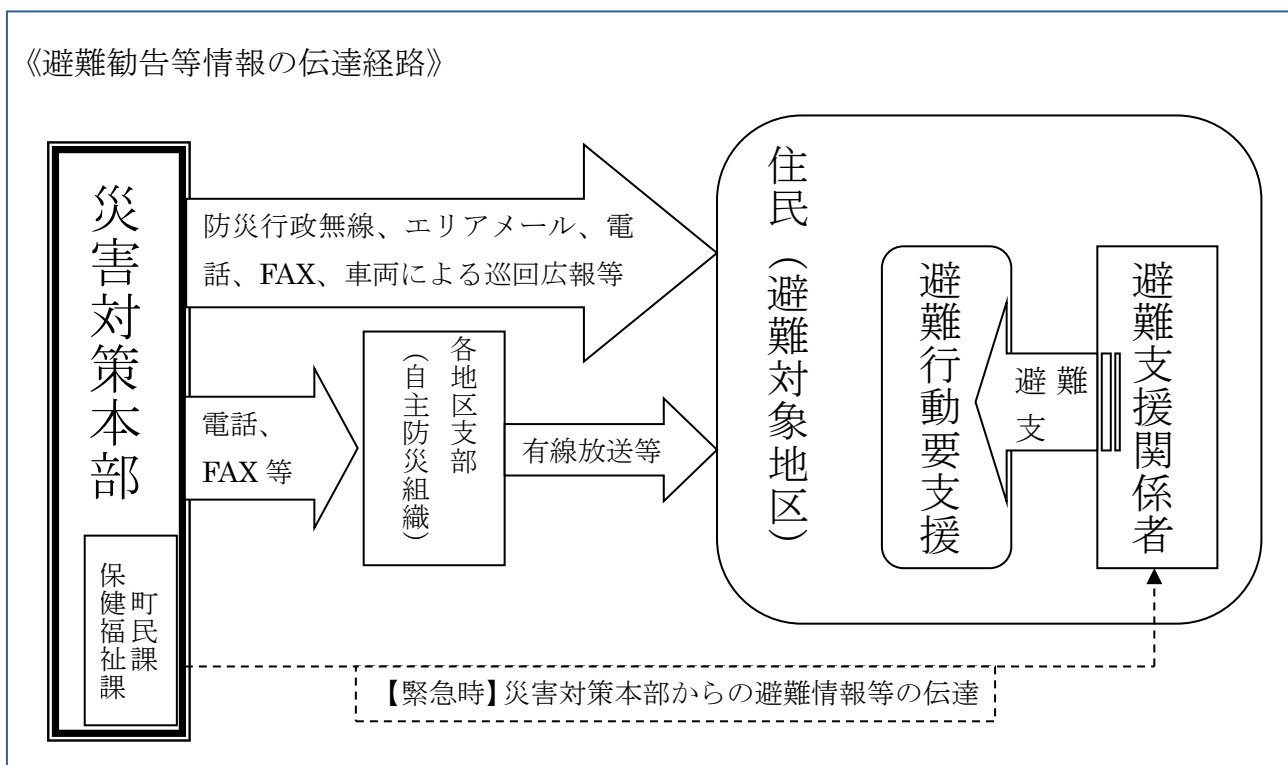 《避難勧告等情報の伝達経路》
災害対策本部
町民課
保健福祉課
防災行政無線、エリアメール、電
話、FAX、車両による巡回広報等
電話、
FAX 等
各地区支部
(自主防災組織)
有線放送等
住民(避難対象地区)
避難行動要支援
避難
支
避難支援関係者
【緊急時】災害対策本部からの避難情報等の伝達